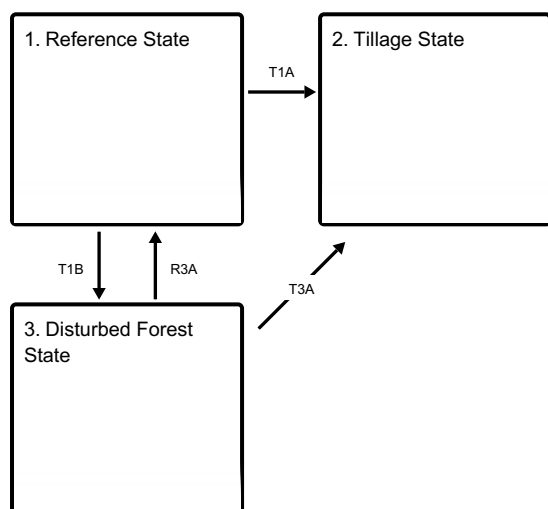 1. Reference State
2. Tillage State
T1A
T1B
R3A
T3A
3. Disturbed Forest
State